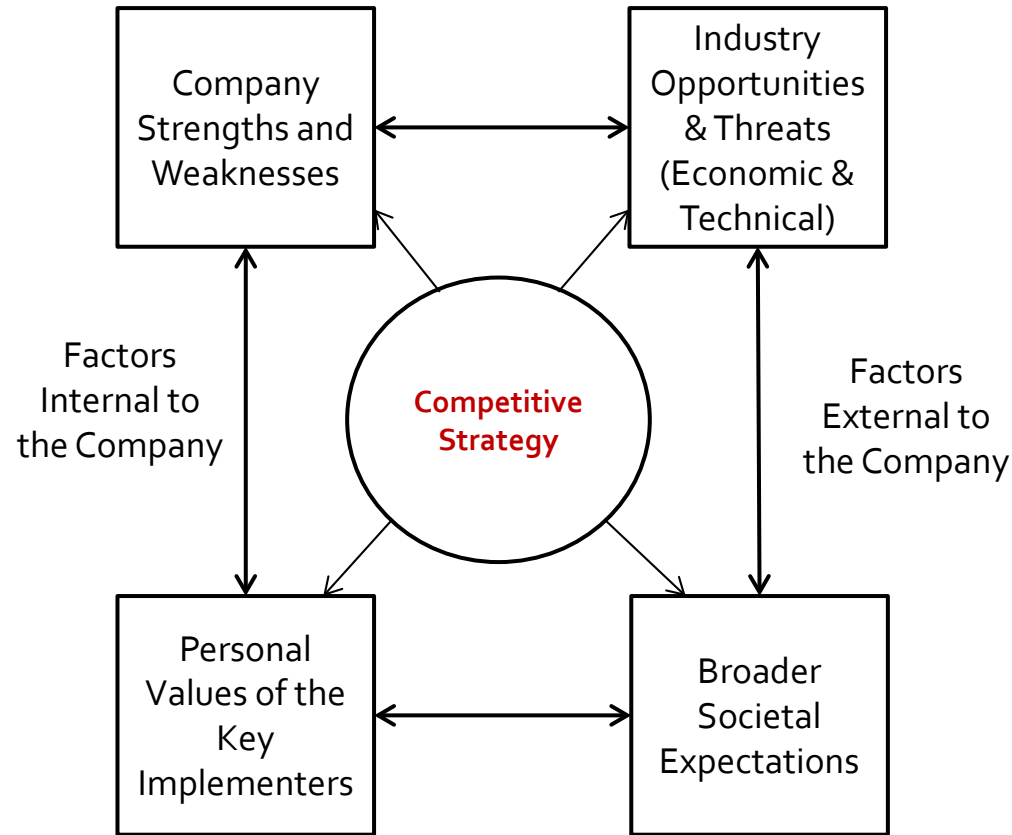 Company
Strengths and
Weaknesses
Industry
Opportunities
& Threats
(Economic &
Technical)
Factors
Internal to
the Company
Competitive
Strategy
Factors
External to
the Company
Personal
Values of the
Key
Implementers
Broader
Societal
Expectations